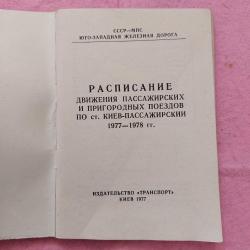 СССР—МПС
ЮГО-ЗАПАДНАЯ ЖЕЛЕЗНАЯ ДОРОГА
РАСПИСАНИЕ
ДВИЖЕНИЯ ПАССАЖИРСКИХ
И ПРИГОРОДНЫХ ПОЕЗДОВ
ПО ст. КИЕВ-ПАССАЖИРСКИЙ
1977—1978 гг.
ИЗДАТЕЛЬСТВО «ТРАНСПОРТ»
КИЕВ 1977